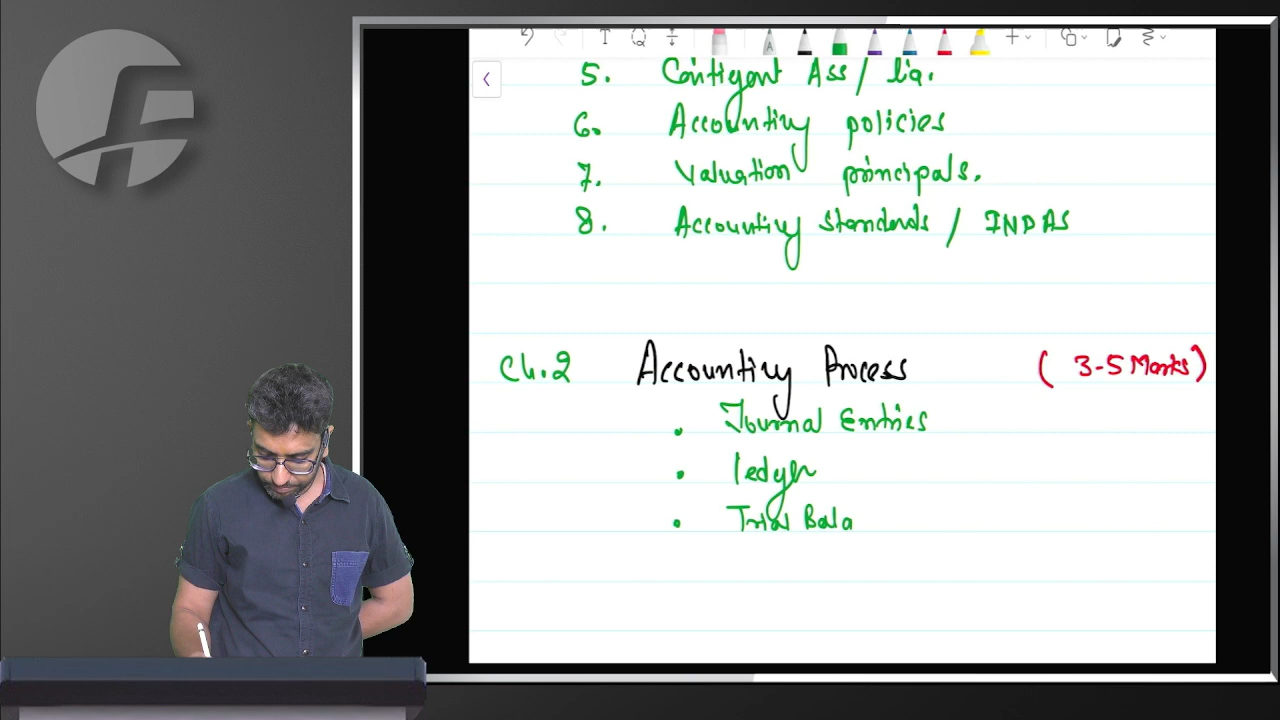 5. Contigent Ass / lia.
6. Accounting policies
7. Valuation principals.
8. Accounting Standards / INDAS
Ch.2 Accounting Process (3-5 Marks)
• Journal Entries
• ledger
• Trial Bala